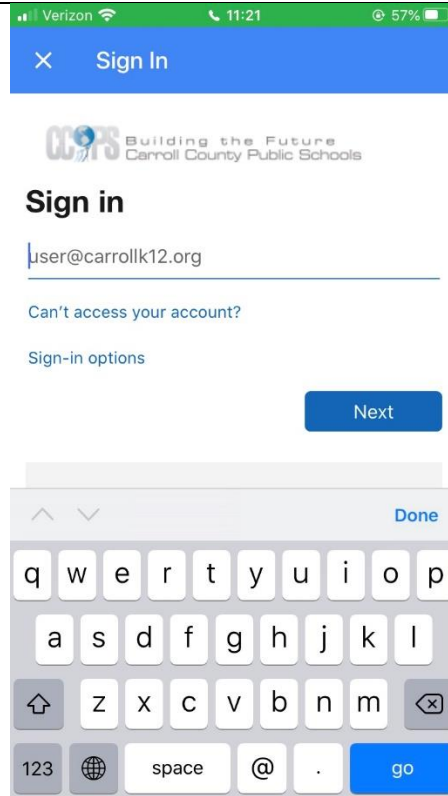 Verizon 11:21 57%
Sign In
CCPS Building the Future
Carroll County Public Schools
Sign in
user@carrollk12.org
Can't access your account?
Sign-in options
Next
Done
q w e r t y u i o p
a s d f g h j k l
z x c v b n m
123 space @ . go